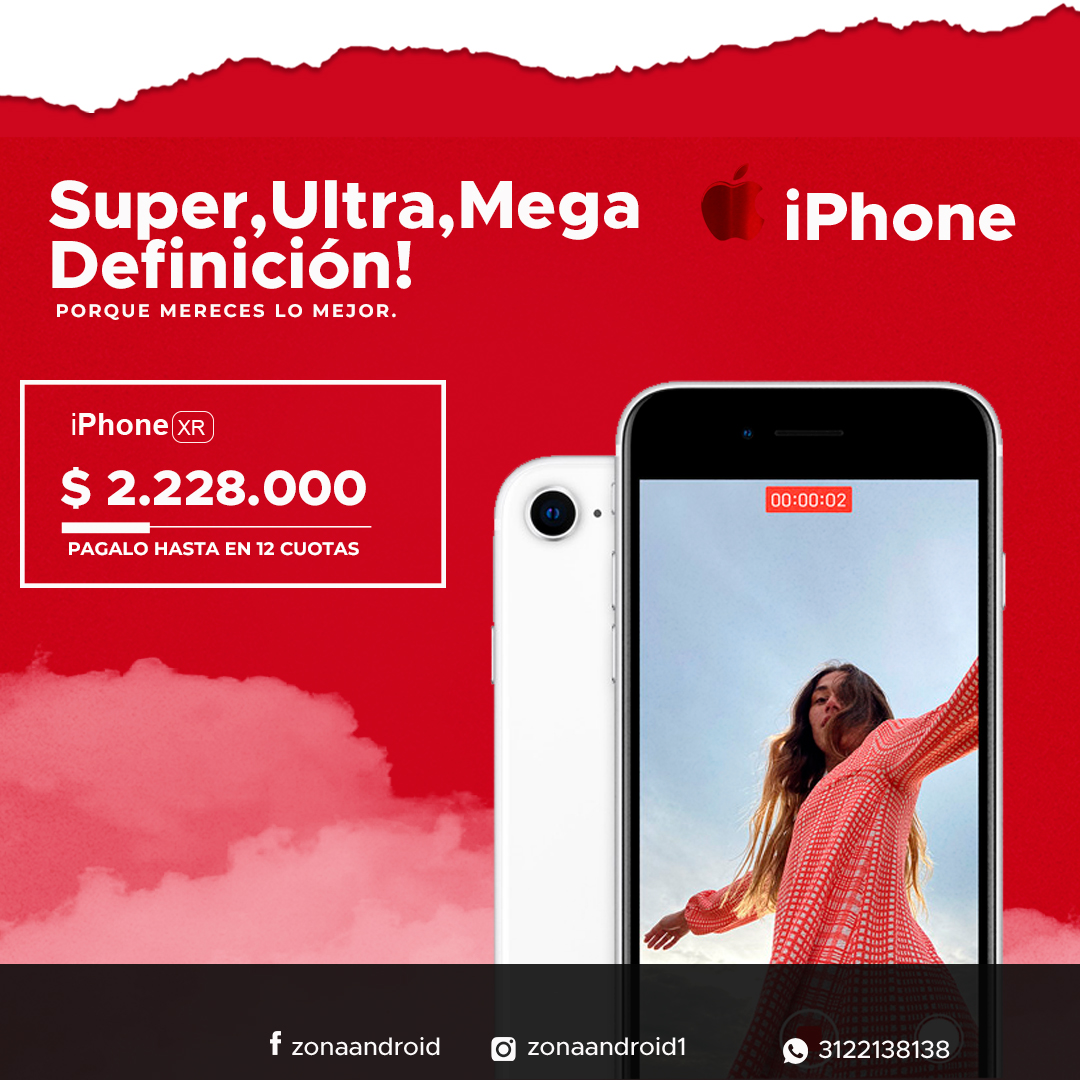 Super,Ultra,Mega
Definición!
PORQUE MERECES LO MEJOR.
iPhone
iPhone XR
$ 2.228.000
PAGALO HASTA EN 12 CUOTAS
00:00:02
zonaandroid
zonaandroid1
3122138138